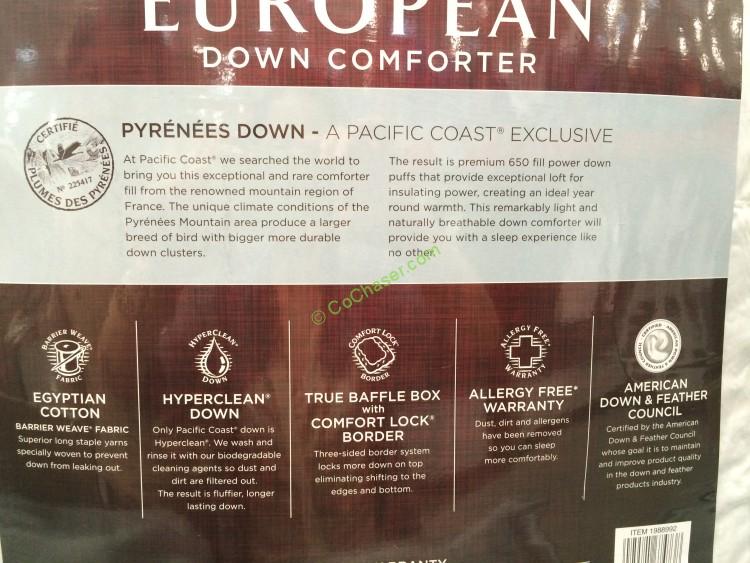 EUROPEAN
DOWN COMFORTER
CERTIFIÉ
Nº 225417
PLUMES DES PYRÉNÉES
PYRÉNÉES DOWN - A PACIFIC COAST® EXCLUSIVE
At Pacific Coast® we searched the world to
bring you this exceptional and rare comforter
fill from the renowned mountain region of
France. The unique climate conditions of the
Pyrénées Mountain area produce a larger
breed of bird with bigger more durable
down clusters.
The result is premium 650 fill power down
puffs that provide exceptional loft for
insulating power, creating an ideal year
round warmth. This remarkably light and
naturally breathable down comforter will
provide you with a sleep experience like
no other.
© CoChaser.com
BARRIER WEAVE®
FABRIC
EGYPTIAN
COTTON
BARRIER WEAVE® FABRIC
Superior long staple yarns
specially woven to prevent
down from leaking out.
HYPERCLEAN®
DOWN
HYPERCLEAN®
DOWN
Only Pacific Coast® down is
Hyperclean®. We wash and
rinse it with our biodegradable
cleaning agents so dust and
dirt are filtered out.
The result is fluffier, longer
lasting down.
COMFORT LOCK®
BORDER
TRUE BAFFLE BOX
with
COMFORT LOCK®
BORDER
Three-sided border system
locks more down on top
eliminating shifting to the
edges and bottom.
ALLERGY FREE*
WARRANTY
ALLERGY FREE*
WARRANTY
Dust, dirt and allergens
have been removed
so you can sleep
more comfortably.
AMERICAN
DOWN & FEATHER
COUNCIL
Certified by the American
Down & Feather Council
whose goal it is to maintain
and improve product quality
in the down and feather
products industry.
ITEM 1988992
WARRANTY